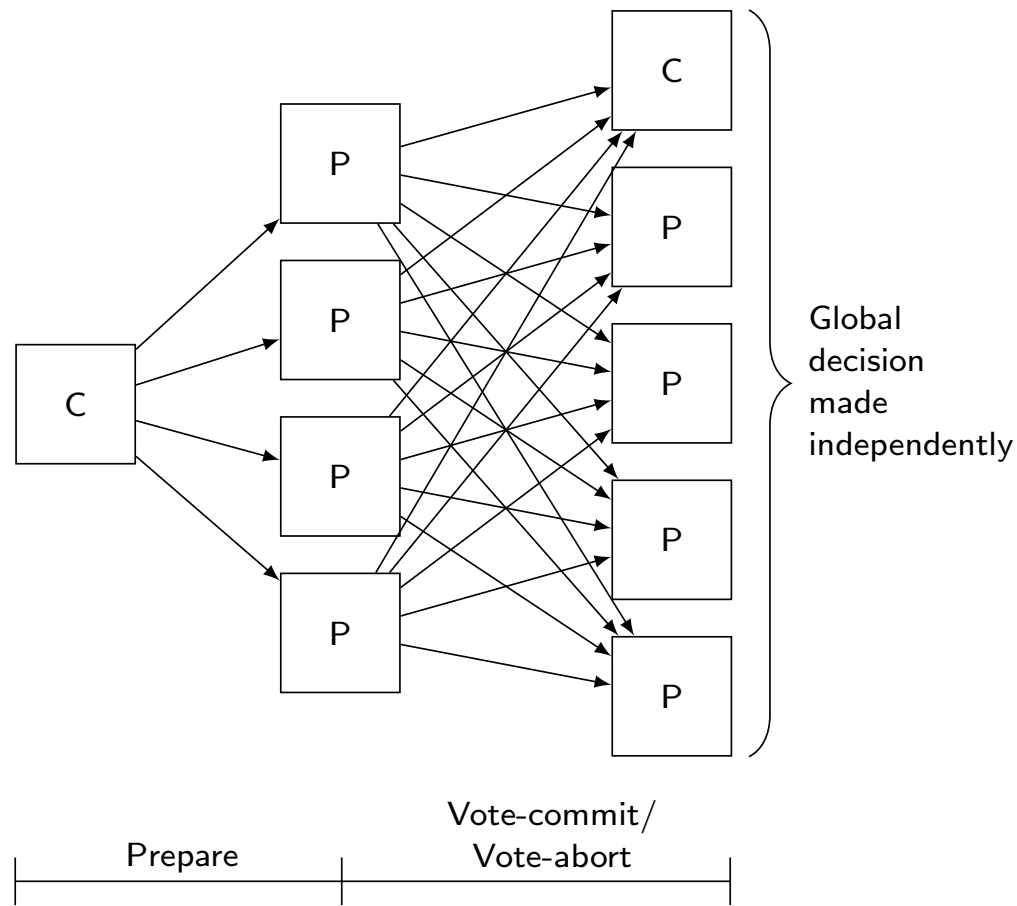 C
P
P
P
P
C
P
P
P
P
Global
decision
made
independently
Prepare
Vote-commit/
Vote-abort